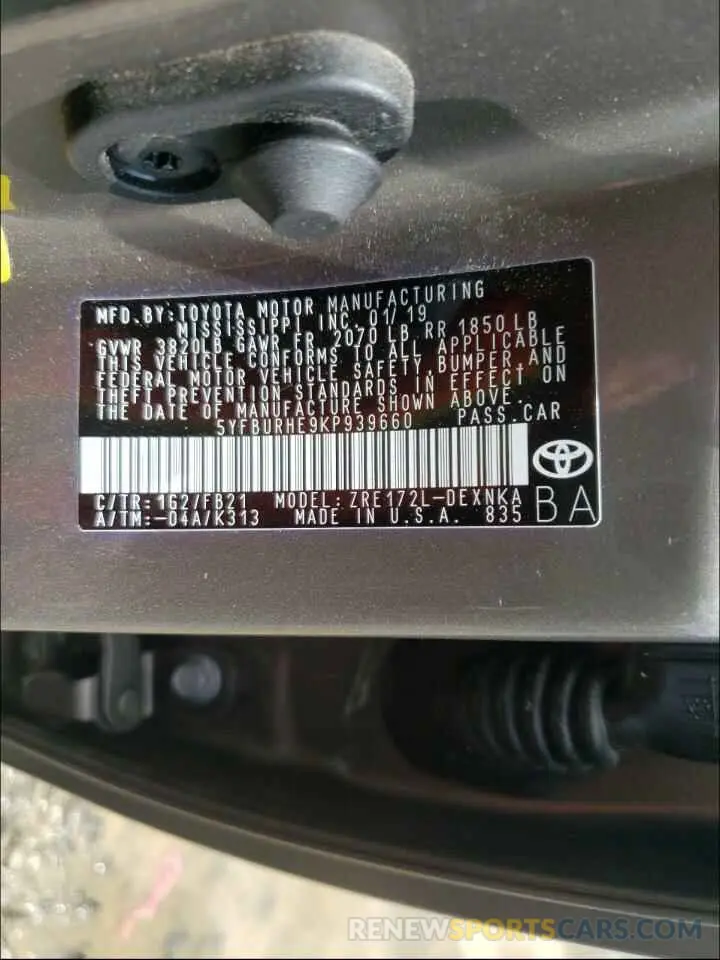 MFD. BY: TOYOTA MOTOR MANUFACTURING
MISSISSIPPI INC. 01/19
GVWR 3820LB GAWR FR. 2070 LB, RR 1850 LB
THIS VEHICLE CONFORMS TO ALL APPLICABLE
FEDERAL MOTOR VEHICLE SAFETY, BUMPER, AND
THEFT PREVENTION STANDARDS IN EFFECT ON
THE DATE OF MANUFACTURE SHOWN ABOVE.
5YFBURHE9KP939660 PASS. CAR
C/TR: 1G2/FB21 MODEL: ZRE172L-DEXNKA
A/TM: -04A/K313 MADE IN U.S.A. 835
BA
RENEWSPORTSCARS.COM